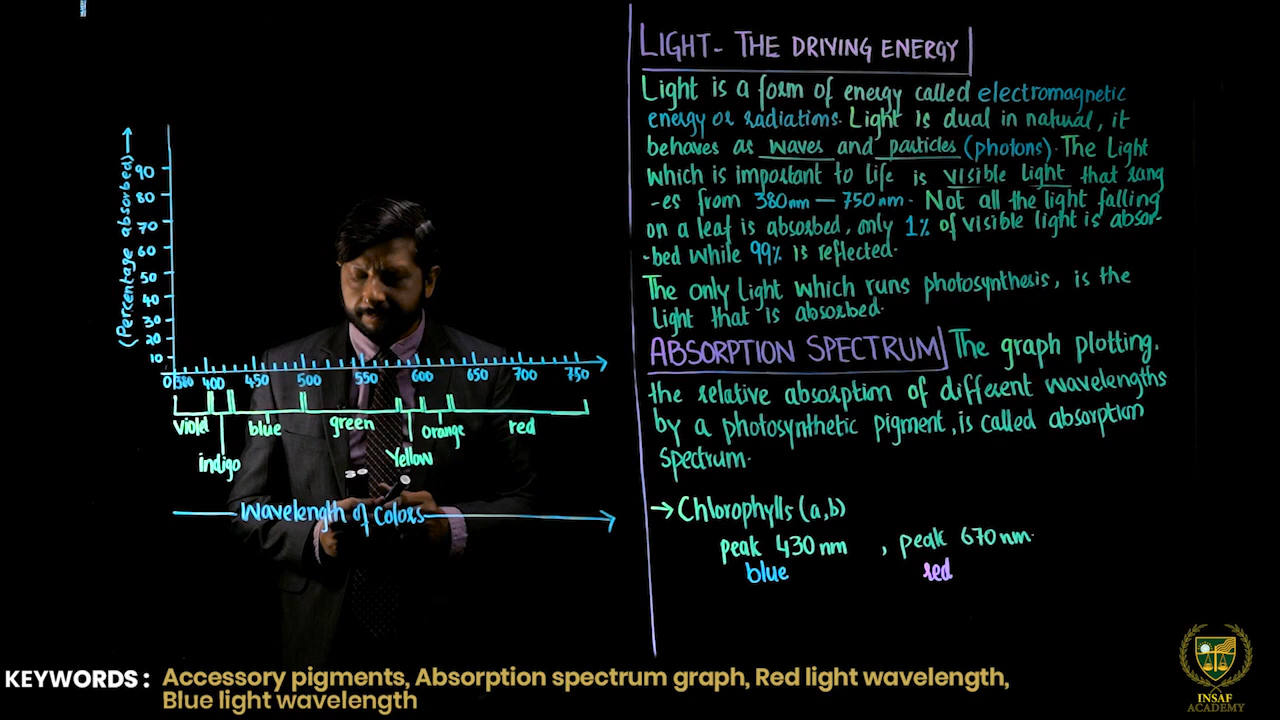 LIGHT- THE DRIVING ENERGY
Light is a form of energy called electromagnetic
energy or radiations. Light is dual in natural, it
behaves as waves and particles (photons). The Light
which is important to life is visible light that rang
-es from 380nm — 750 nm. Not all the light falling
on a leaf is absorbed, only 1% of visible light is absor-
-bed while 99% is reflected.
The only light which runs photosynthesis, is the
light that is absorbed.
ABSORPTION SPECTRUM The graph plotting,
the relative absorption of different wavelengths
by a photosynthetic pigment, is called absorption
spectrum.
→ Chlorophylls (a,b)
peak 430 nm , peak 670 nm.
blue red
(Percentage absorbed)→
90
80
70
60
50
40
30
20
10
0 380 400 450 500 550 600 650 700 750
violet blue green orange red
indigo Yellow
Wavelength of Colors
KEYWORDS : Accessory pigments, Absorption spectrum graph, Red light wavelength,
Blue light wavelength
INSAF
ACADEMY